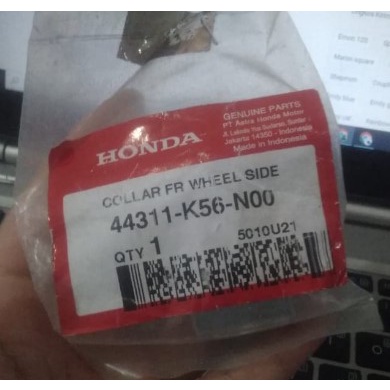 HONDA
GENUINE PARTS
PT Astra Honda Motor
Jakarta 14350 - Indonesia
Made in Indonesia
COLLAR FR WHEEL SIDE
44311-K56-N00
QTY 1
5010U21